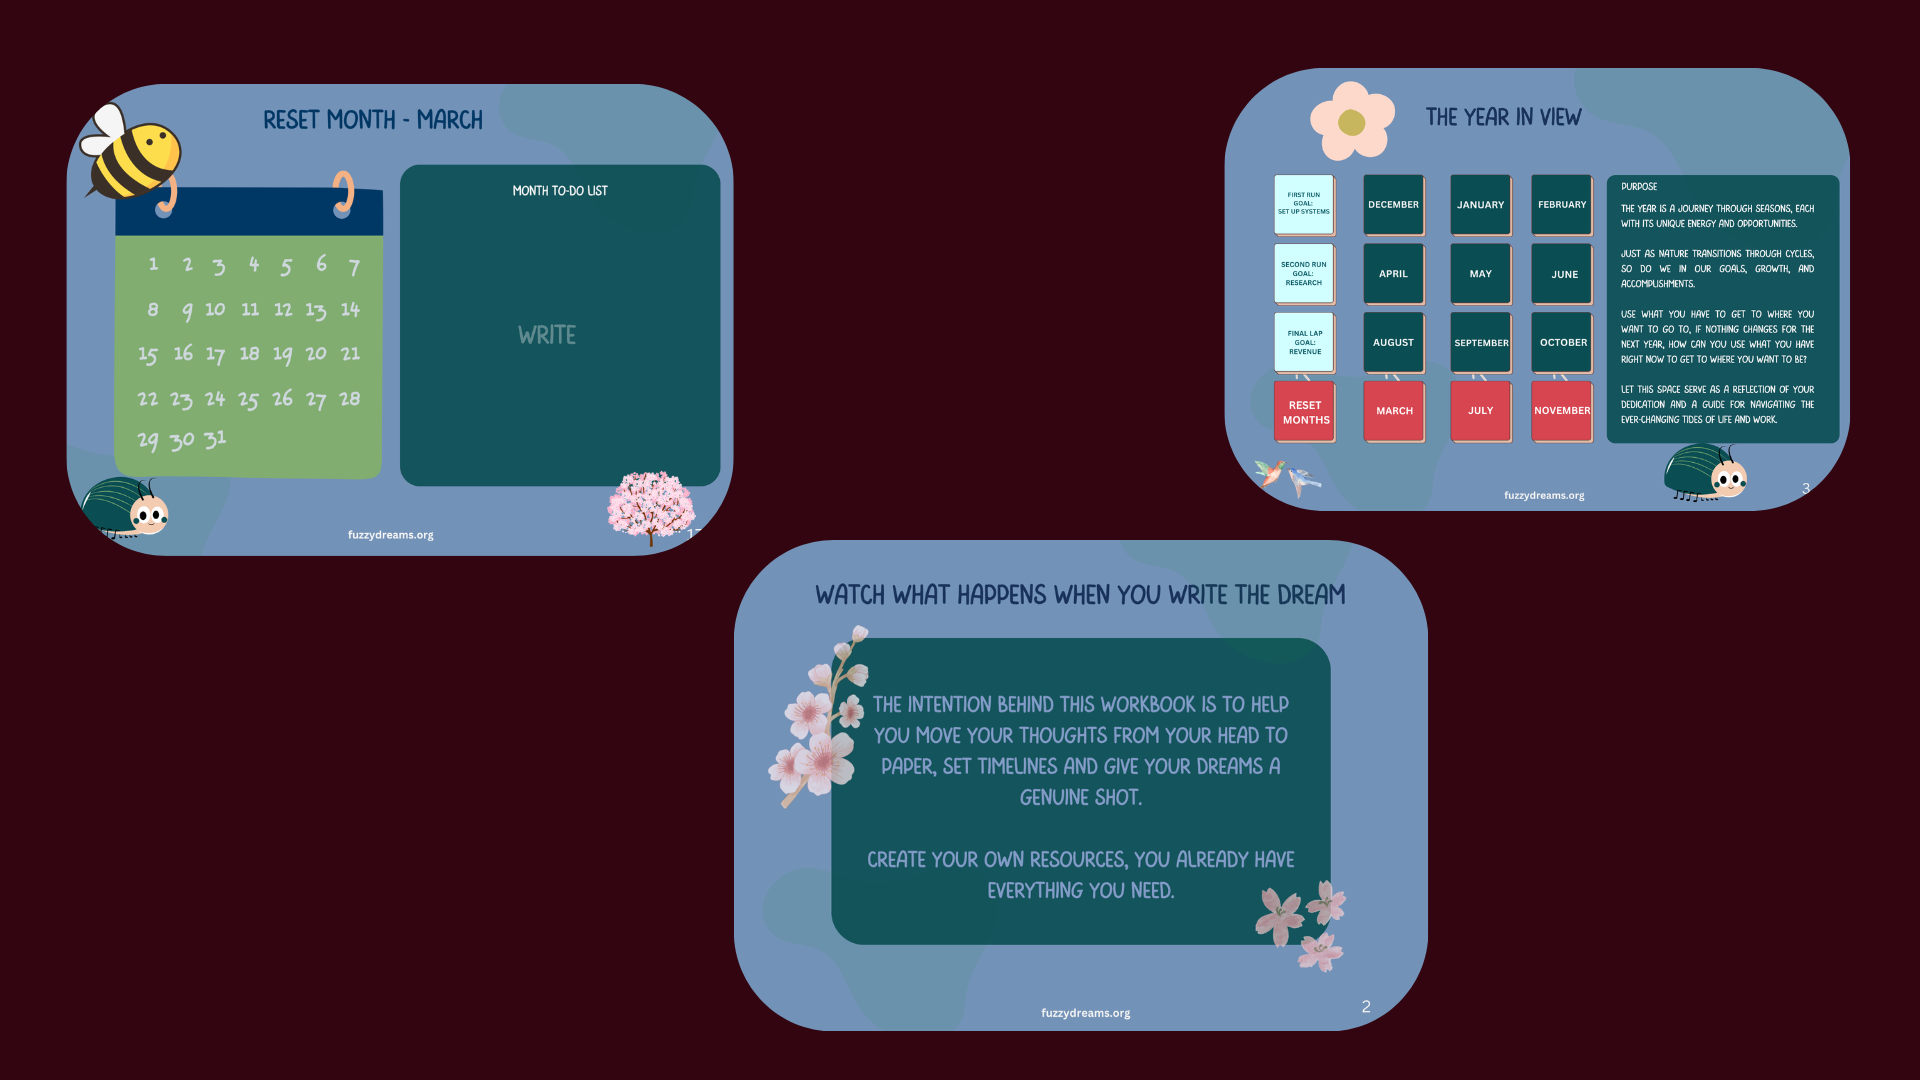 RESET MONTH - MARCH
MONTH TO-DO LIST
WRITE
1 2 3 4 5 6 7
8 9 10 11 12 13 14
15 16 17 18 19 20 21
22 23 24 25 26 27 28
29 30 31
fuzzydreams.org
THE YEAR IN VIEW
FIRST RUN
GOAL:
SET UP SYSTEMS
DECEMBER
JANUARY
FEBRUARY
SECOND RUN
GOAL:
RESEARCH
APRIL
MAY
JUNE
FINAL LAP
GOAL:
REVENUE
AUGUST
SEPTEMBER
OCTOBER
RESET
MONTHS
MARCH
JULY
NOVEMBER
PURPOSE
THE YEAR IS A JOURNEY THROUGH SEASONS, EACH
WITH ITS UNIQUE ENERGY AND OPPORTUNITIES.
JUST AS NATURE TRANSITIONS THROUGH CYCLES,
SO DO WE IN OUR GOALS, GROWTH, AND
ACCOMPLISHMENTS.
USE WHAT YOU HAVE TO GET TO WHERE YOU
WANT TO GO TO, IF NOTHING CHANGES FOR THE
NEXT YEAR, HOW CAN YOU USE WHAT YOU HAVE
RIGHT NOW TO GET TO WHERE YOU WANT TO BE?
LET THIS SPACE SERVE AS A REFLECTION OF YOUR
DEDICATION AND A GUIDE FOR NAVIGATING THE
EVER-CHANGING TIDES OF LIFE AND WORK.
fuzzydreams.org
3
WATCH WHAT HAPPENS WHEN YOU WRITE THE DREAM
THE INTENTION BEHIND THIS WORKBOOK IS TO HELP
YOU MOVE YOUR THOUGHTS FROM YOUR HEAD TO
PAPER, SET TIMELINES AND GIVE YOUR DREAMS A
GENUINE SHOT.
CREATE YOUR OWN RESOURCES, YOU ALREADY HAVE
EVERYTHING YOU NEED.
fuzzydreams.org
2